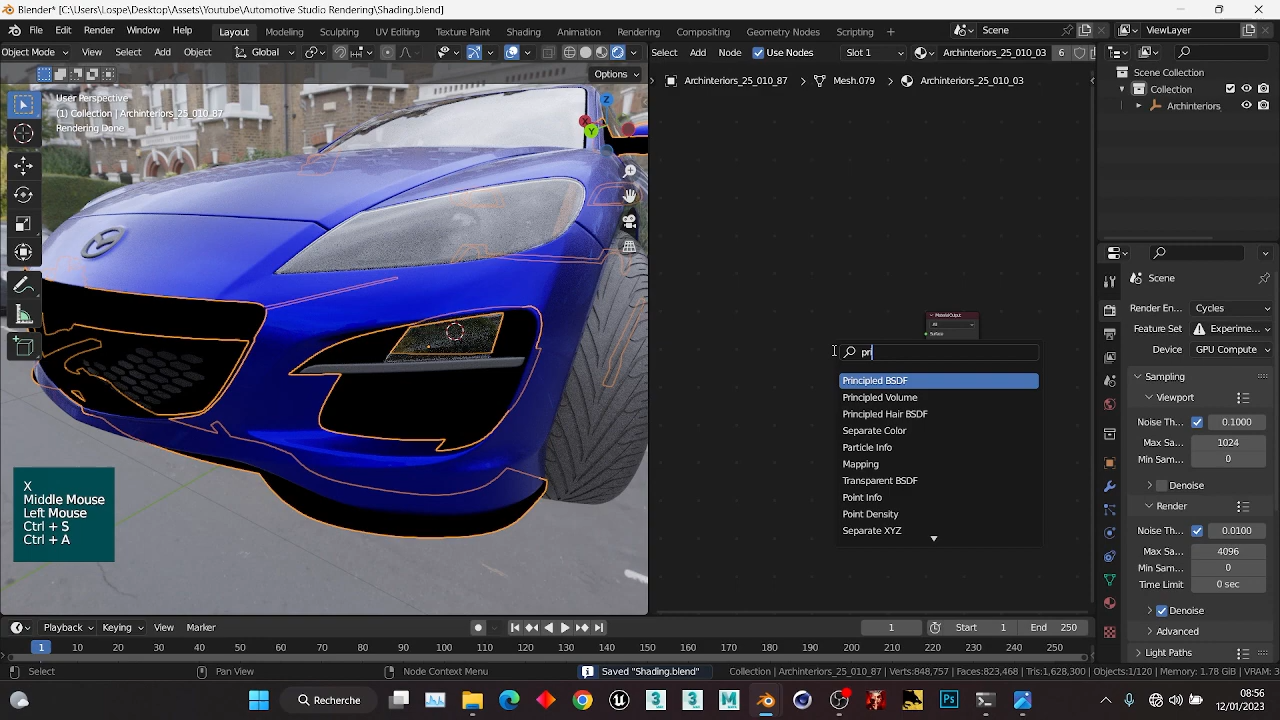 Blender* [C:\Users\Lospe\Desktop\Assets\Youtube\Automotive Studio Rendering\Shading.blend]
File Edit Render Window Help Layout Modeling Sculpting UV Editing Texture Paint Shading Animation Rendering Compositing Geometry Nodes Scripting + Scene ViewLayer
Object Mode View Select Add Object Global Select Add Node Use Nodes Slot 1 Archinteriors_25_010_03 6
Options
Archinteriors_25_010_87 > Mesh.079 > Archinteriors_25_010_03
User Perspective
(1) Collection | Archinteriors_25_010_87
Rendering Done
Z
X
Y
Scene Collection
Collection
Archinteriors
Material Output
All
Surface
pri
Principled BSDF
Principled Volume
Principled Hair BSDF
Separate Color
Particle Info
Mapping
Transparent BSDF
Point Info
Point Density
Separate XYZ
Scene
Render En... Cycles
Feature Set Experime...
Device GPU Compute
Sampling
Viewport
Noise Th... 0.1000
Max Sa... 1024
Min Sam... 0
Denoise
Render
Noise Th... 0.0100
Max Sa... 4096
Min Sam... 0
Time Limit 0 sec
Denoise
Advanced
Light Paths
X
Middle Mouse
Left Mouse
Ctrl + S
Ctrl + A
Playback Keying View Marker 1 Start 1 End 250
1 10 20 30 40 50 60 70 80 90 100 110 120 130 140 150 160 170 180 190 200 210 220 230 240 250
Select Pan View Node Context Menu Saved "Shading.blend" Collection | Archinteriors_25_010_87 | Verts:848,757 | Faces:823,468 | Tris:1,628,300 | Objects:1/120 | Memory: 1.78 GiB | VRAM: 3
Recherche
08:56
12/01/2023